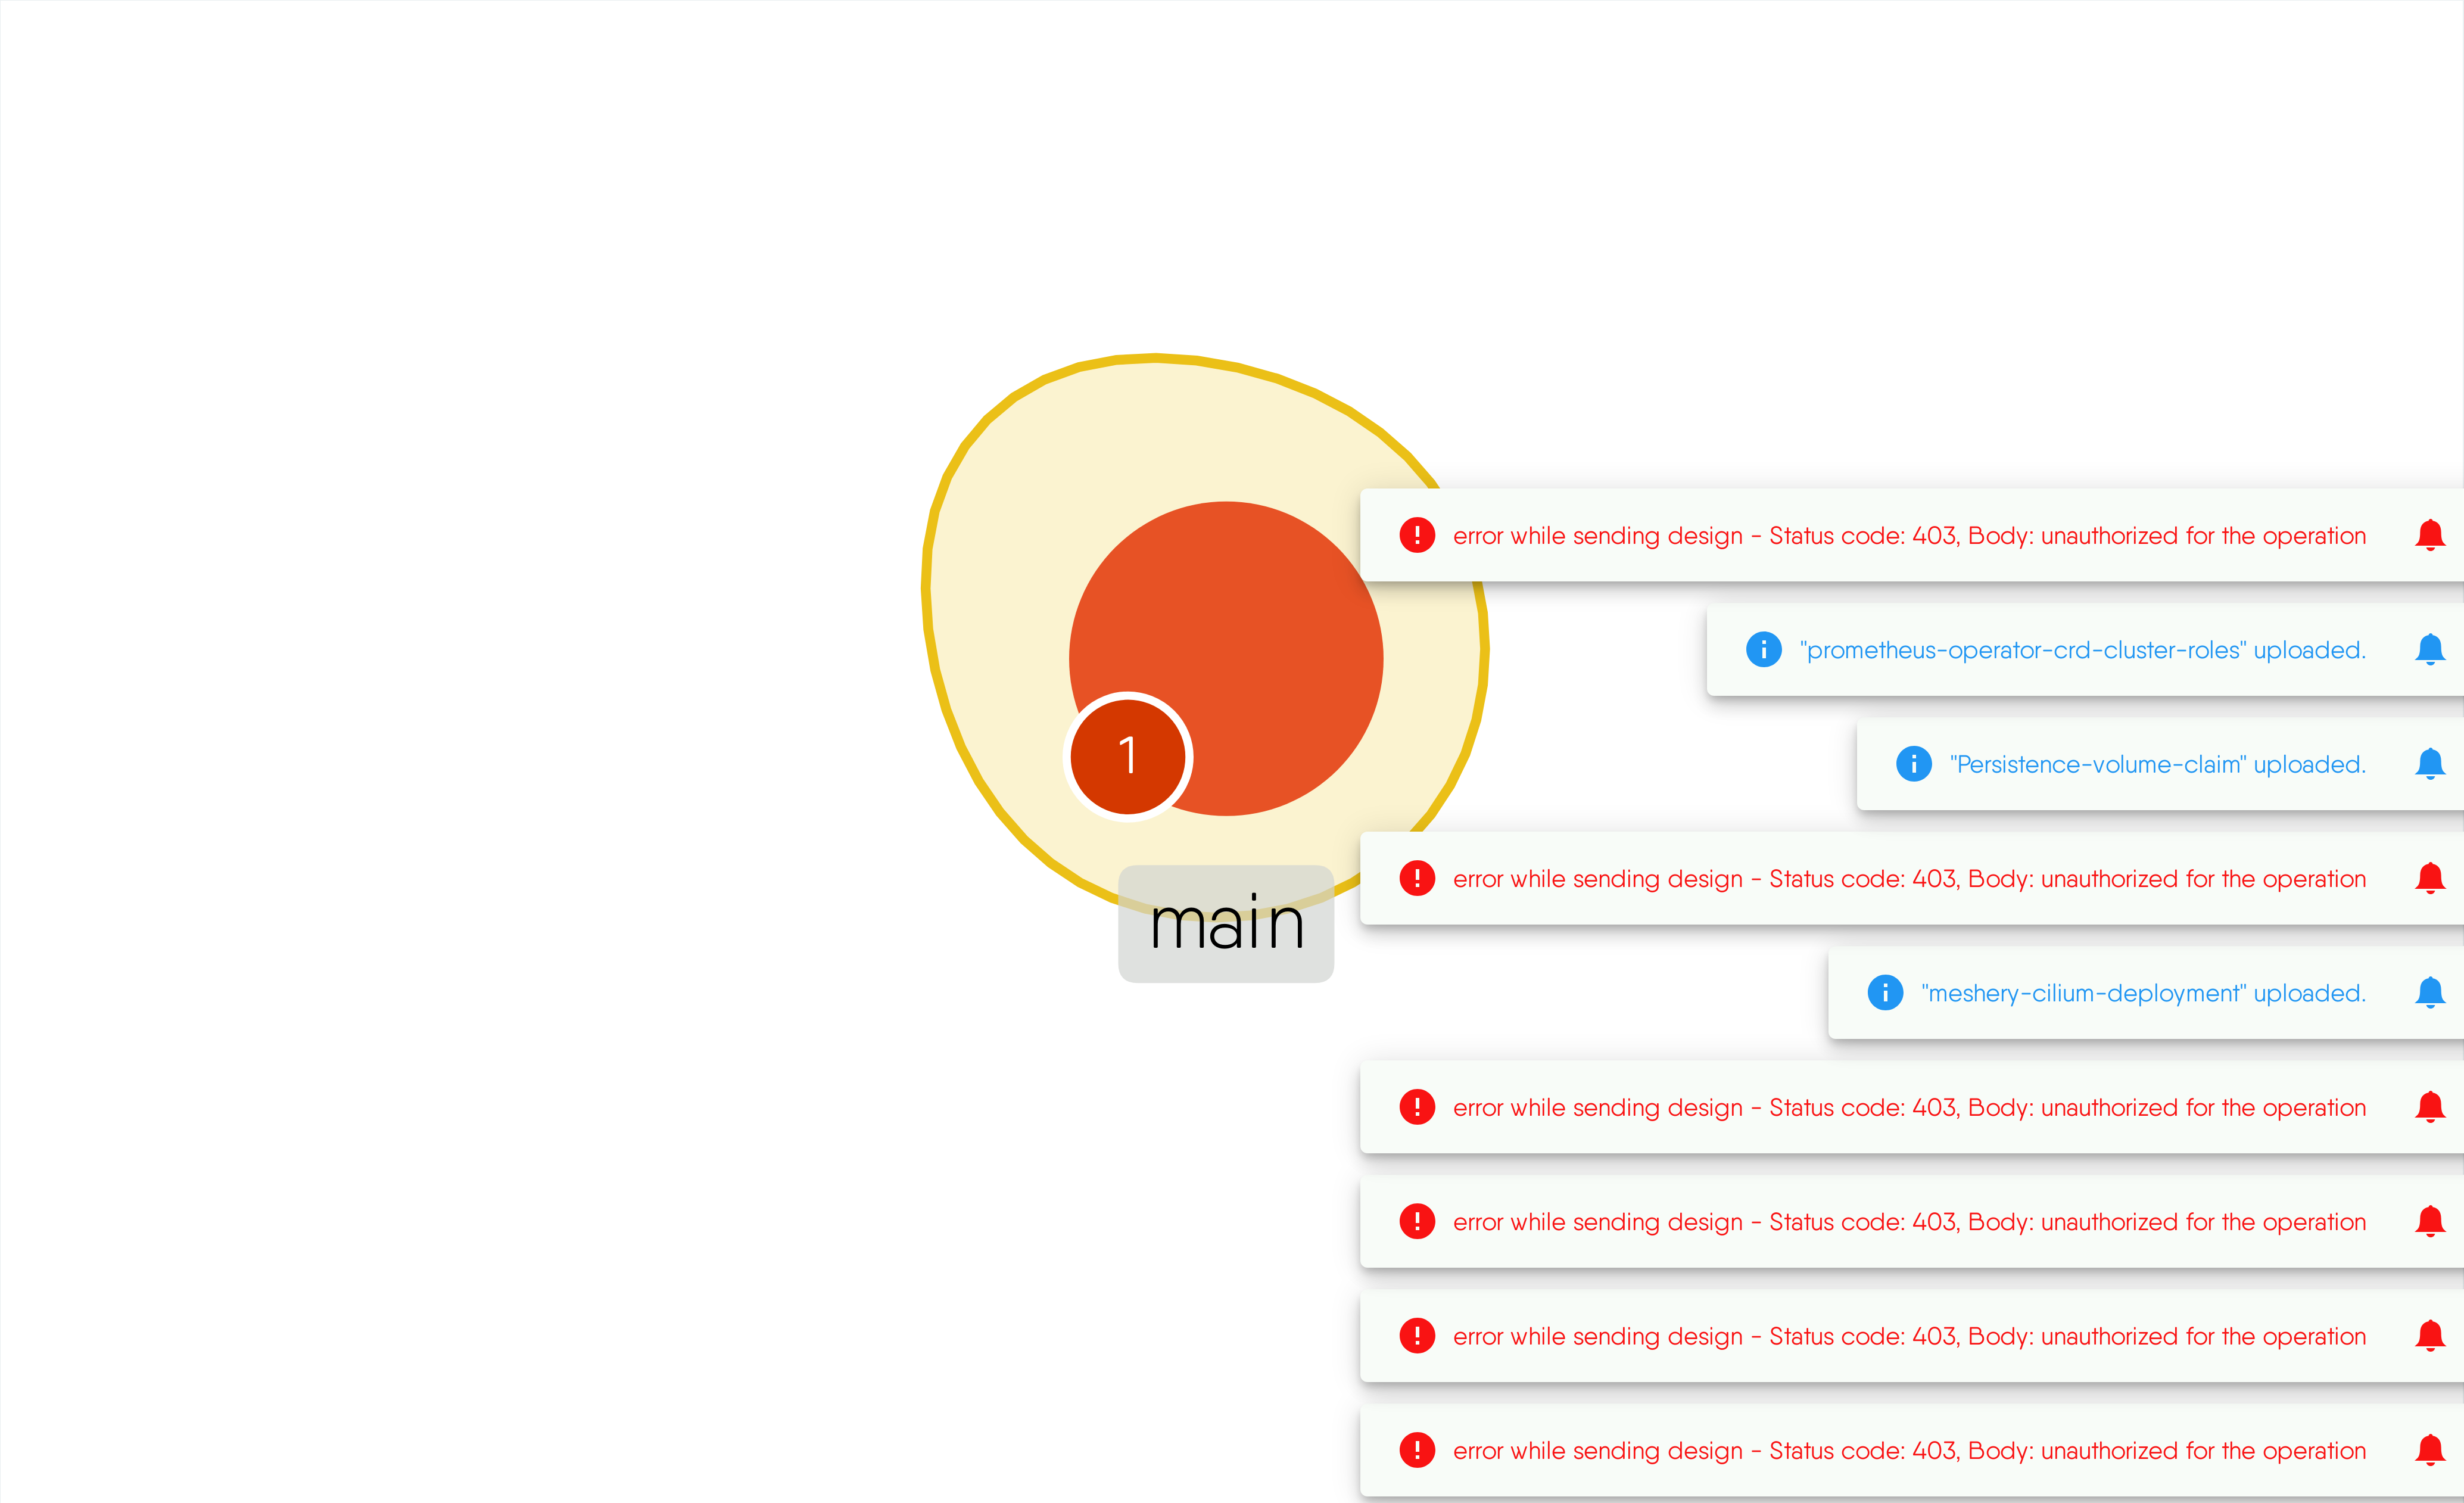 error while sending design - Status code: 403, Body: unauthorized for the operation
"prometheus-operator-crd-cluster-roles" uploaded.
1
"Persistence-volume-claim" uploaded.
error while sending design - Status code: 403, Body: unauthorized for the operation
main
"meshery-cilium-deployment" uploaded.
error while sending design - Status code: 403, Body: unauthorized for the operation
error while sending design - Status code: 403, Body: unauthorized for the operation
error while sending design - Status code: 403, Body: unauthorized for the operation
error while sending design - Status code: 403, Body: unauthorized for the operation